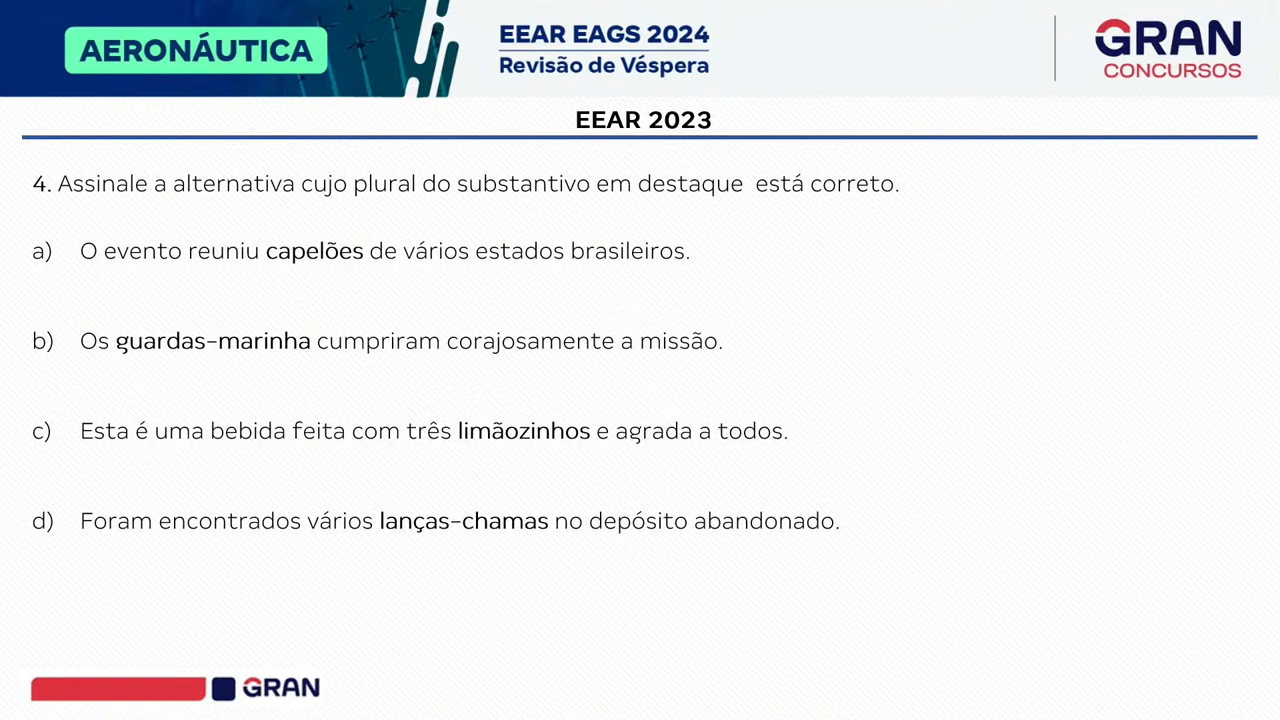 AERONÁUTICA
EEAR EAGS 2024
Revisão de Véspera
GRAN
CONCURSOS
EEAR 2023
4. Assinale a alternativa cujo plural do substantivo em destaque está correto.
a) O evento reuniu capelões de vários estados brasileiros.
b) Os guardas-marinha cumpriram corajosamente a missão.
c) Esta é uma bebida feita com três limãozinhos e agrada a todos.
d) Foram encontrados vários lanças-chamas no depósito abandonado.
GRAN